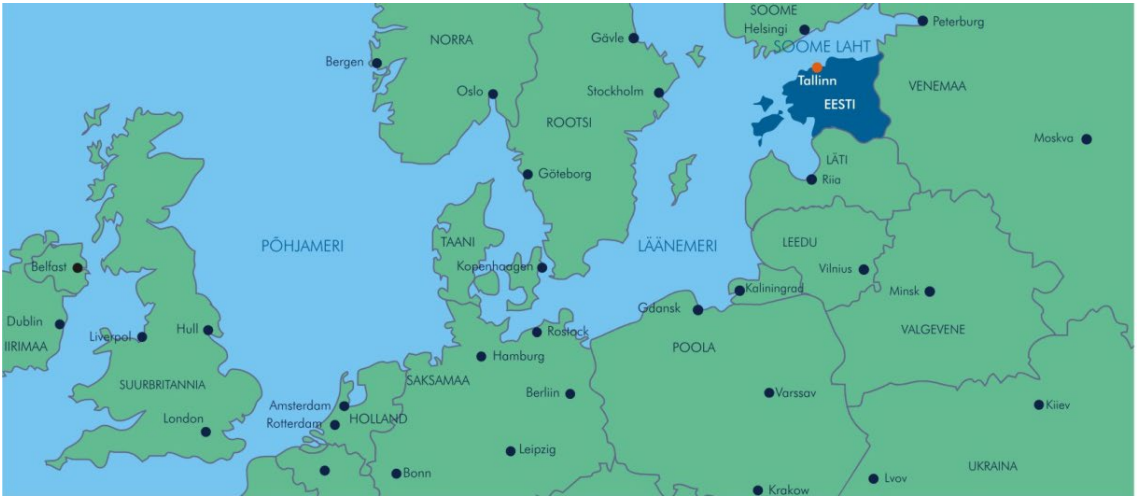 SOOME
Helsingi
Peterburg
NORRA
Gävle
SOOME LAHT
Bergen
Tallinn
Oslo
Stockholm
VENEMAA
EESTI
ROOTSI
Moskva
LÄTI
Göteborg
Riia
PÕHJAMERI
TAANI
LÄÄNEMERI
LEEDU
Belfast
Kopenhaagen
Vilnius
Kaliningrad
Minsk
Gdansk
Dublin
Liverpol
Hull
Rostock
VALGEVENE
IIRIMAA
POOLA
Hamburg
SUURBRITANNIA
SAKSAMAA
Berliin
Varssav
Amsterdam
Kiiev
London
Rotterdam
HOLLAND
Leipzig
UKRAINA
Bonn
Lvov
Krakow